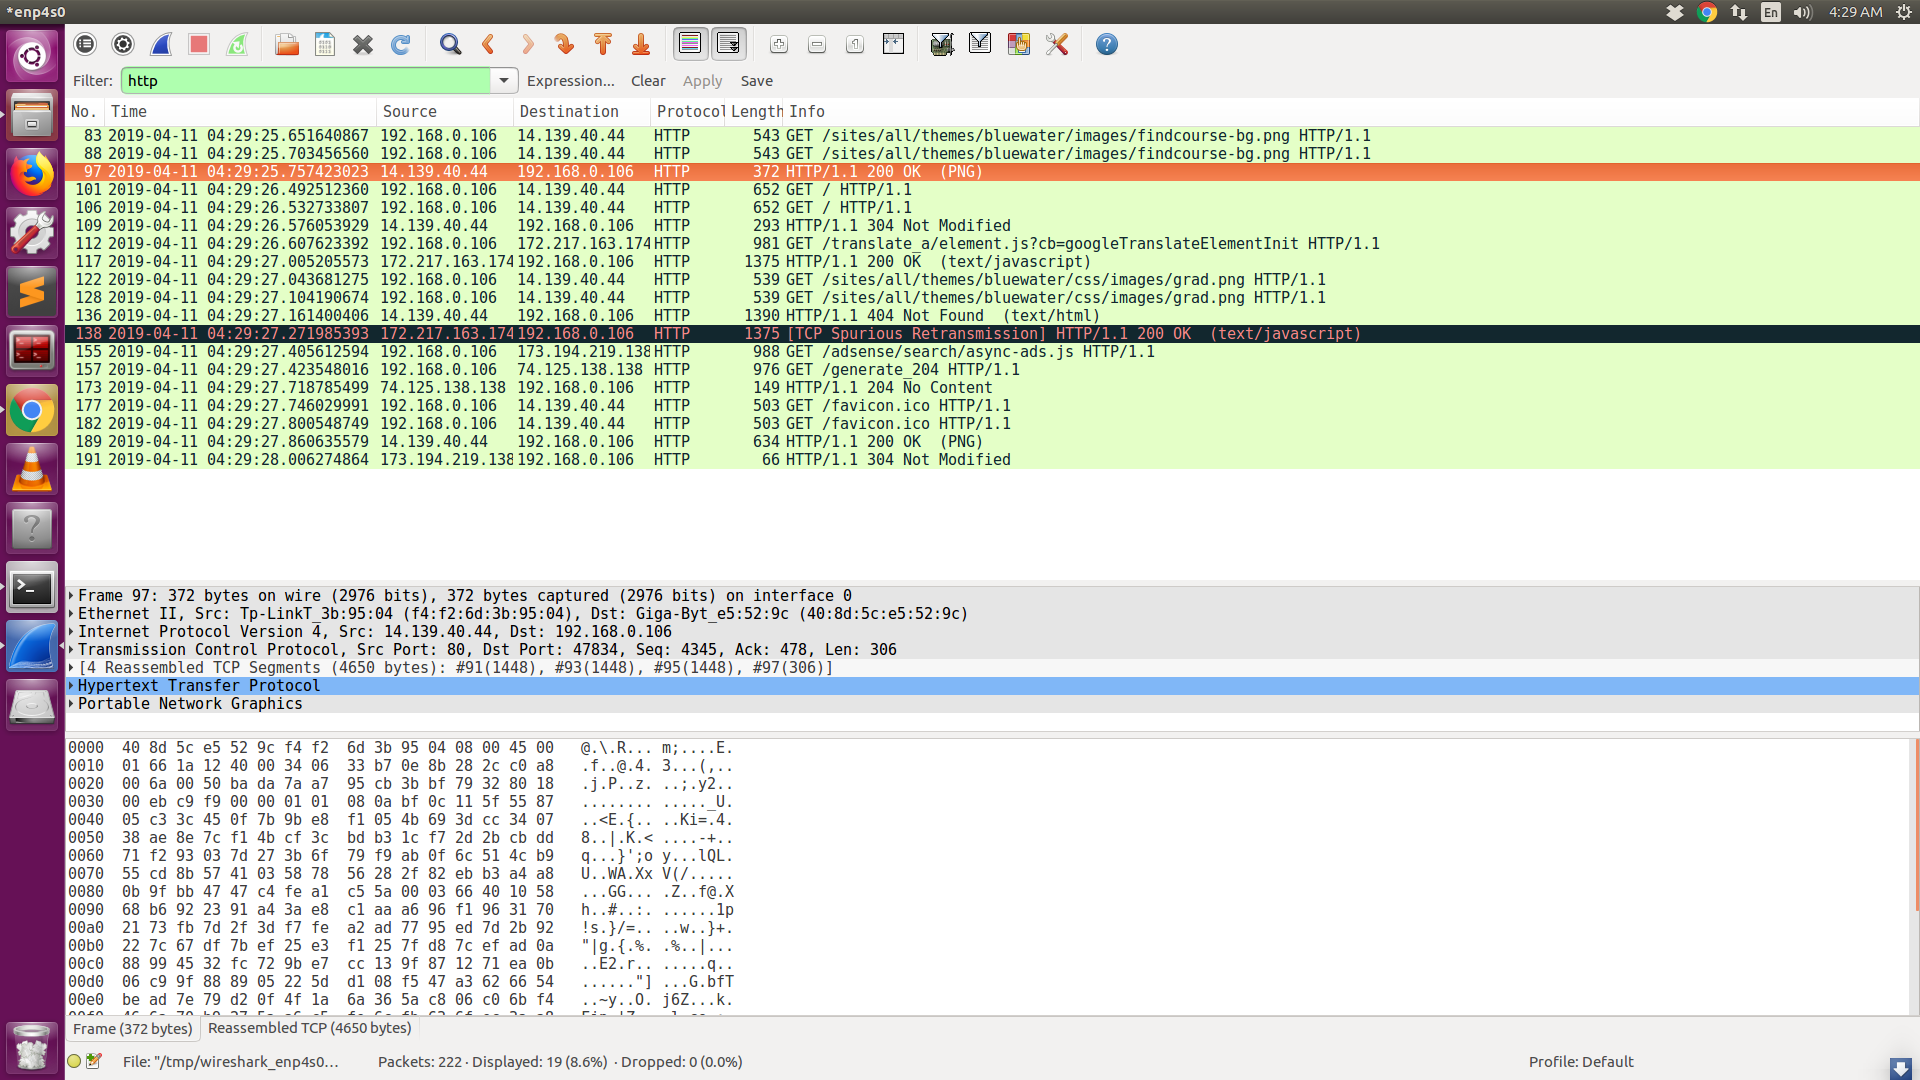 *enp4s0
En
4:29 AM
Filter: http Expression... Clear Apply Save
No. Time Source Destination Protocol Length Info
83 2019-04-11 04:29:25.651640867 192.168.0.106 14.139.40.44 HTTP 543 GET /sites/all/themes/bluewater/images/findcourse-bg.png HTTP/1.1
88 2019-04-11 04:29:25.703456560 192.168.0.106 14.139.40.44 HTTP 543 GET /sites/all/themes/bluewater/images/findcourse-bg.png HTTP/1.1
97 2019-04-11 04:29:25.757423023 14.139.40.44 192.168.0.106 HTTP 372 HTTP/1.1 200 OK (PNG)
101 2019-04-11 04:29:26.492512360 192.168.0.106 14.139.40.44 HTTP 652 GET / HTTP/1.1
106 2019-04-11 04:29:26.532733807 192.168.0.106 14.139.40.44 HTTP 652 GET / HTTP/1.1
109 2019-04-11 04:29:26.576053929 14.139.40.44 192.168.0.106 HTTP 293 HTTP/1.1 304 Not Modified
112 2019-04-11 04:29:26.607623392 192.168.0.106 172.217.163.174 HTTP 981 GET /translate_a/element.js?cb=googleTranslateElementInit HTTP/1.1
117 2019-04-11 04:29:27.005205573 172.217.163.174 192.168.0.106 HTTP 1375 HTTP/1.1 200 OK (text/javascript)
122 2019-04-11 04:29:27.043681275 192.168.0.106 14.139.40.44 HTTP 539 GET /sites/all/themes/bluewater/css/images/grad.png HTTP/1.1
128 2019-04-11 04:29:27.104190674 192.168.0.106 14.139.40.44 HTTP 539 GET /sites/all/themes/bluewater/css/images/grad.png HTTP/1.1
136 2019-04-11 04:29:27.161400406 14.139.40.44 192.168.0.106 HTTP 1390 HTTP/1.1 404 Not Found (text/html)
138 2019-04-11 04:29:27.271985393 172.217.163.174 192.168.0.106 HTTP 1375 [TCP Spurious Retransmission] HTTP/1.1 200 OK (text/javascript)
155 2019-04-11 04:29:27.405612594 192.168.0.106 173.194.219.138 HTTP 988 GET /adsense/search/async-ads.js HTTP/1.1
157 2019-04-11 04:29:27.423548016 192.168.0.106 74.125.138.138 HTTP 976 GET /generate_204 HTTP/1.1
173 2019-04-11 04:29:27.718785499 74.125.138.138 192.168.0.106 HTTP 149 HTTP/1.1 204 No Content
177 2019-04-11 04:29:27.746029991 192.168.0.106 14.139.40.44 HTTP 503 GET /favicon.ico HTTP/1.1
182 2019-04-11 04:29:27.800548749 192.168.0.106 14.139.40.44 HTTP 503 GET /favicon.ico HTTP/1.1
189 2019-04-11 04:29:27.860635579 14.139.40.44 192.168.0.106 HTTP 634 HTTP/1.1 200 OK (PNG)
191 2019-04-11 04:29:28.006274864 173.194.219.138 192.168.0.106 HTTP 66 HTTP/1.1 304 Not Modified
Frame 97: 372 bytes on wire (2976 bits), 372 bytes captured (2976 bits) on interface 0
Ethernet II, Src: Tp-LinkT_3b:95:04 (f4:f2:6d:3b:95:04), Dst: Giga-Byt_e5:52:9c (40:8d:5c:e5:52:9c)
Internet Protocol Version 4, Src: 14.139.40.44, Dst: 192.168.0.106
Transmission Control Protocol, Src Port: 80, Dst Port: 47834, Seq: 4345, Ack: 478, Len: 306
[4 Reassembled TCP Segments (4650 bytes): #91(1448), #93(1448), #95(1448), #97(306)]
Hypertext Transfer Protocol
Portable Network Graphics
0000 40 8d 5c e5 52 9c f4 f2 6d 3b 95 04 08 00 45 00 @.\.R... m;....E.
0010 01 66 1a 12 40 00 34 06 33 b7 0e 8b 28 2c c0 a8 .f..@.4. 3...(,..
0020 00 6a 00 50 ba da 7a a7 95 cb 3b bf 79 32 80 18 .j.P..z. ..;.y2..
0030 00 eb c9 f9 00 00 01 01 08 0a bf 0c 11 5f 55 87 ........ ....._U.
0040 05 c3 3c 45 0f 7b 9b e8 f1 05 4b 69 3d cc 34 07 ..<E.{.. ..Ki=.4.
0050 38 ae 8e 7c f1 4b cf 3c bd b3 1c f7 2d 2b cb dd 8..|.K.< ....-+..
0060 71 f2 93 03 7d 27 3b 6f 79 f9 ab 0f 6c 51 4c b9 q...}';o y...lQL.
0070 55 cd 8b 57 41 03 58 78 56 28 2f 82 eb b3 a4 a8 U..WA.Xx V(/.....
0080 0b 9f bb 47 47 c4 fe a1 c5 5a 00 03 66 40 10 58 ...GG... .Z..f@.X
0090 68 b6 92 23 91 a4 3a e8 c1 aa a6 96 f1 96 31 70 h..#..:. ......1p
00a0 21 73 fb 7d 2f 3d f7 fe a2 ad 77 95 ed 7d 2b 92 !s.}/=.. ..w..}+.
00b0 22 7c 67 df 7b ef 25 e3 f1 25 7f d8 7c ef ad 0a "|g.{.%. .%..|...
00c0 88 99 45 32 fc 72 9b e7 cc 13 9f 87 12 71 ea 0b ..E2.r.. .....q..
00d0 06 c9 9f 88 89 05 22 5d d1 08 f5 47 a3 62 66 54 ......"] ...G.bfT
00e0 be ad 7e 79 d2 0f 4f 1a 6a 36 5a c8 06 c0 6b f4 ..~y..O. j6Z...k.
Frame (372 bytes) Reassembled TCP (4650 bytes)
File: "/tmp/wireshark_enp4s0... Packets: 222 · Displayed: 19 (8.6%) · Dropped: 0 (0.0%) Profile: Default